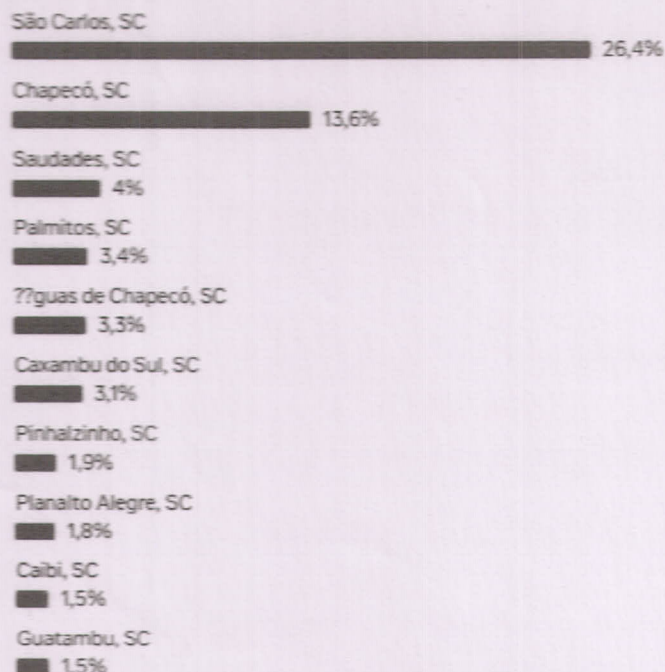 São Carlos, SC
26,4%
Chapecó, SC
13,6%
Saudades, SC
4%
Palmitos, SC
3,4%
??guas de Chapecó, SC
3,3%
Caxambu do Sul, SC
3,1%
Pinhalzinho, SC
1,9%
Planalto Alegre, SC
1,8%
Caibi, SC
1,5%
Guatambu, SC
1,5%